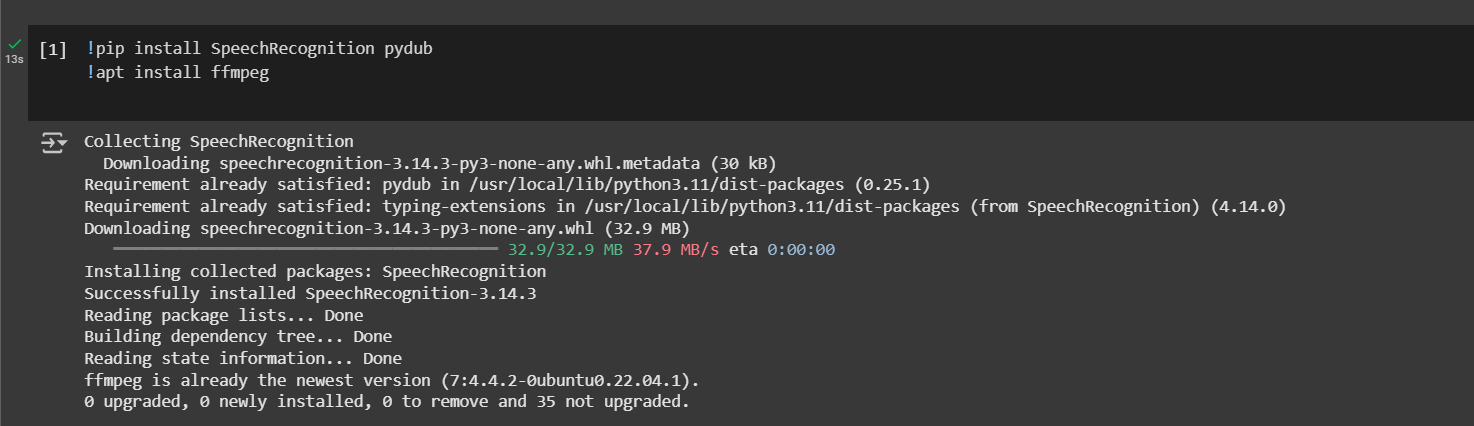 [1] !pip install SpeechRecognition pydub
!apt install ffmpeg
13s
Collecting SpeechRecognition
  Downloading speechrecognition-3.14.3-py3-none-any.whl.metadata (30 kB)
Requirement already satisfied: pydub in /usr/local/lib/python3.11/dist-packages (0.25.1)
Requirement already satisfied: typing-extensions in /usr/local/lib/python3.11/dist-packages (from SpeechRecognition) (4.14.0)
Downloading speechrecognition-3.14.3-py3-none-any.whl (32.9 MB)
32.9/32.9 MB 37.9 MB/s eta 0:00:00
Installing collected packages: SpeechRecognition
Successfully installed SpeechRecognition-3.14.3
Reading package lists... Done
Building dependency tree... Done
Reading state information... Done
ffmpeg is already the newest version (7:4.4.2-0ubuntu0.22.04.1).
0 upgraded, 0 newly installed, 0 to remove and 35 not upgraded.